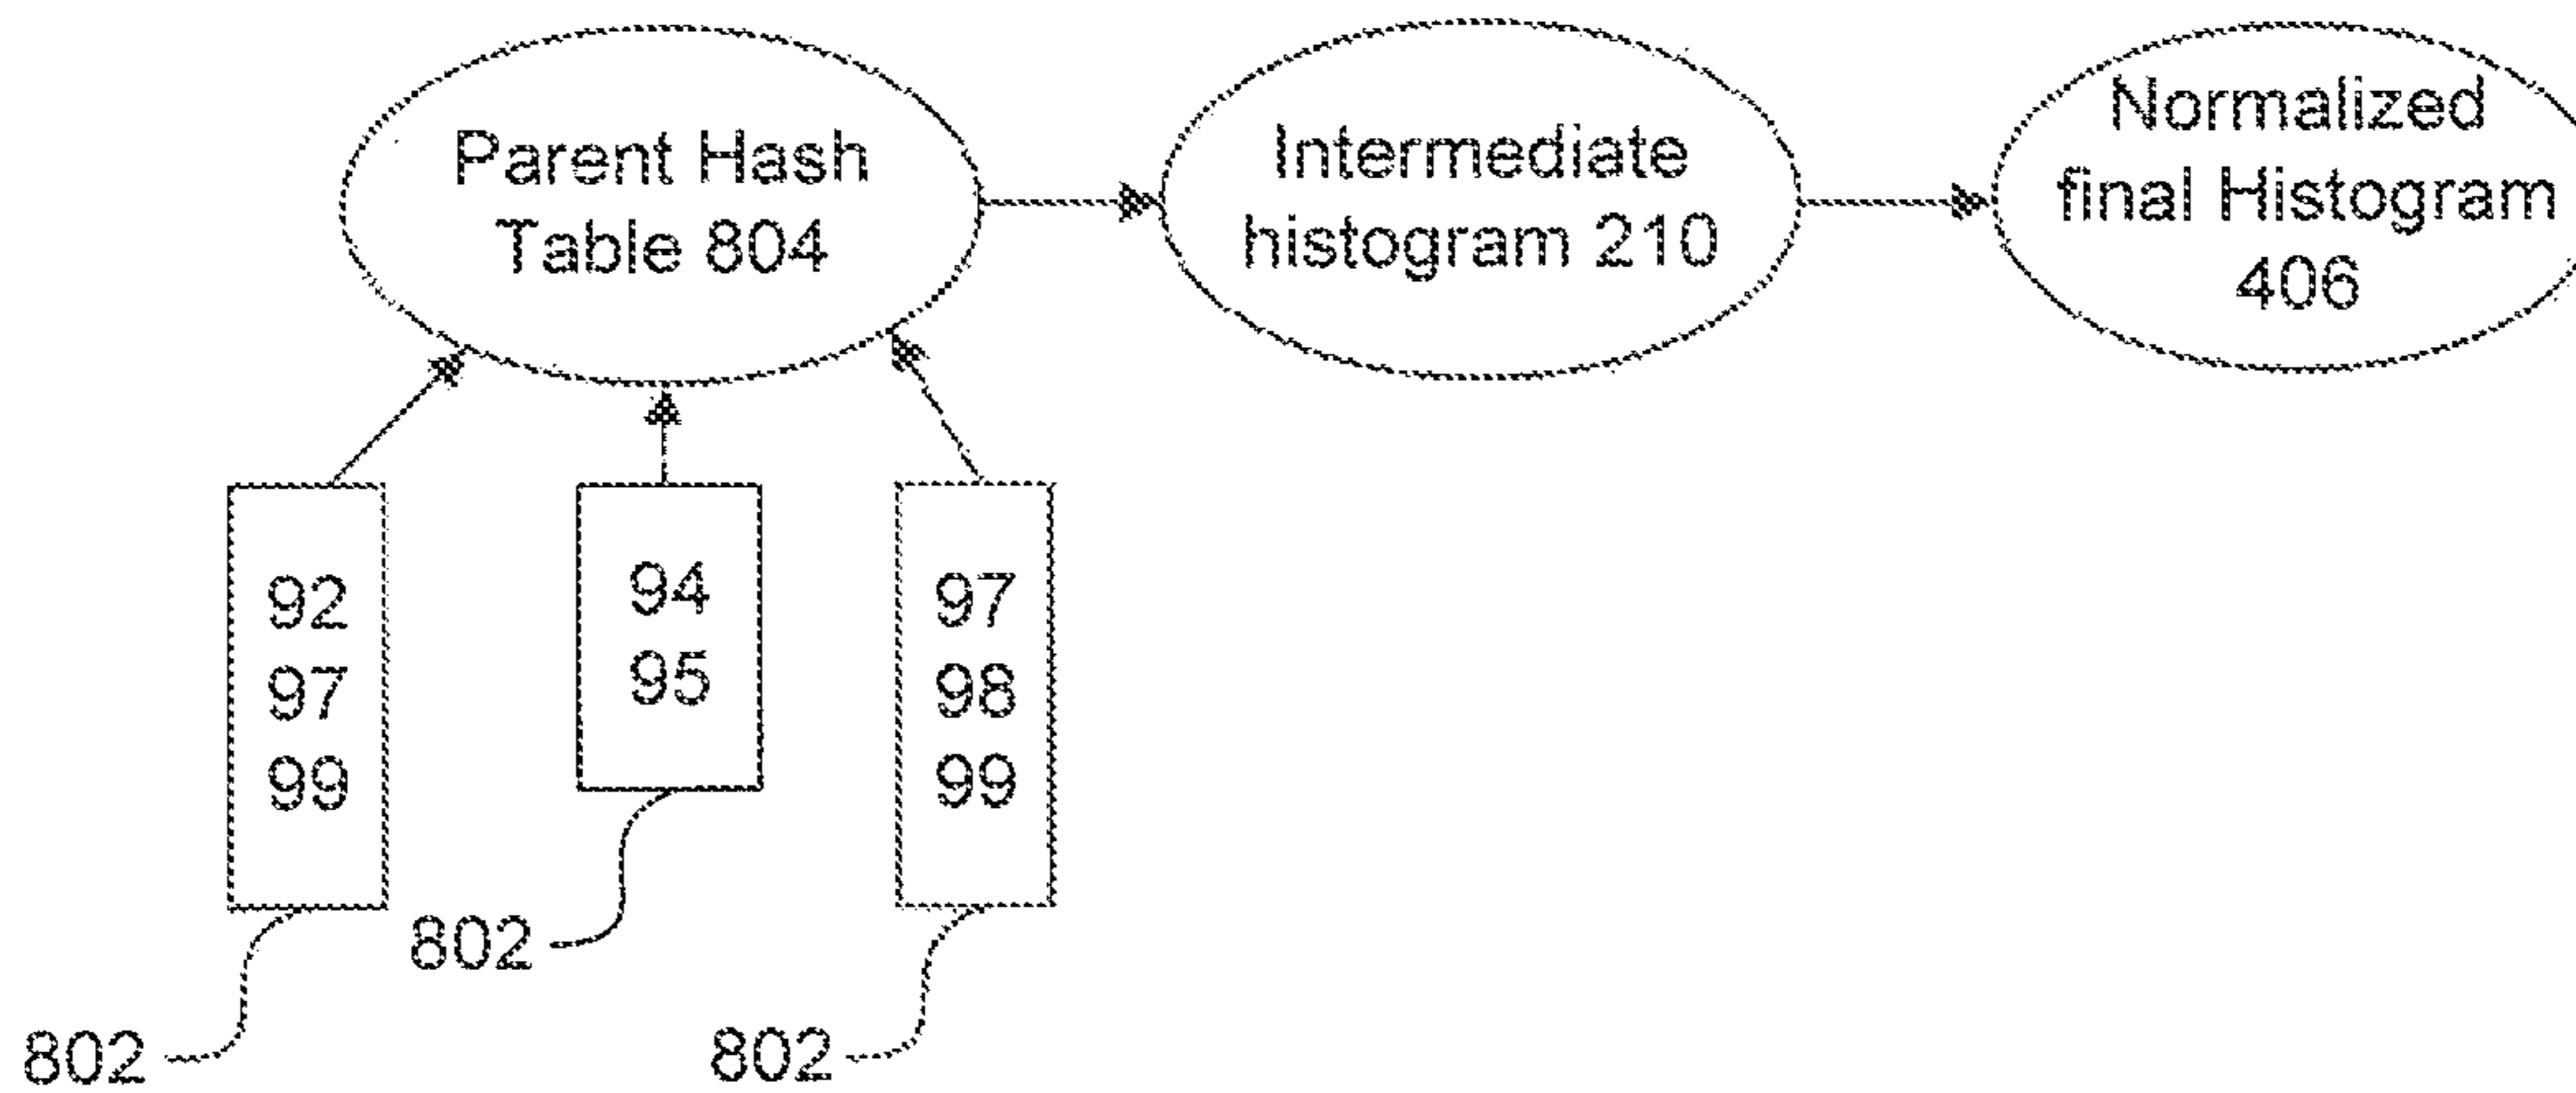 Parent Hash
Table 804
Intermediate
histogram 210
Normalized
final Histogram
406
92
97
99
94
95
97
98
99
802
802
802